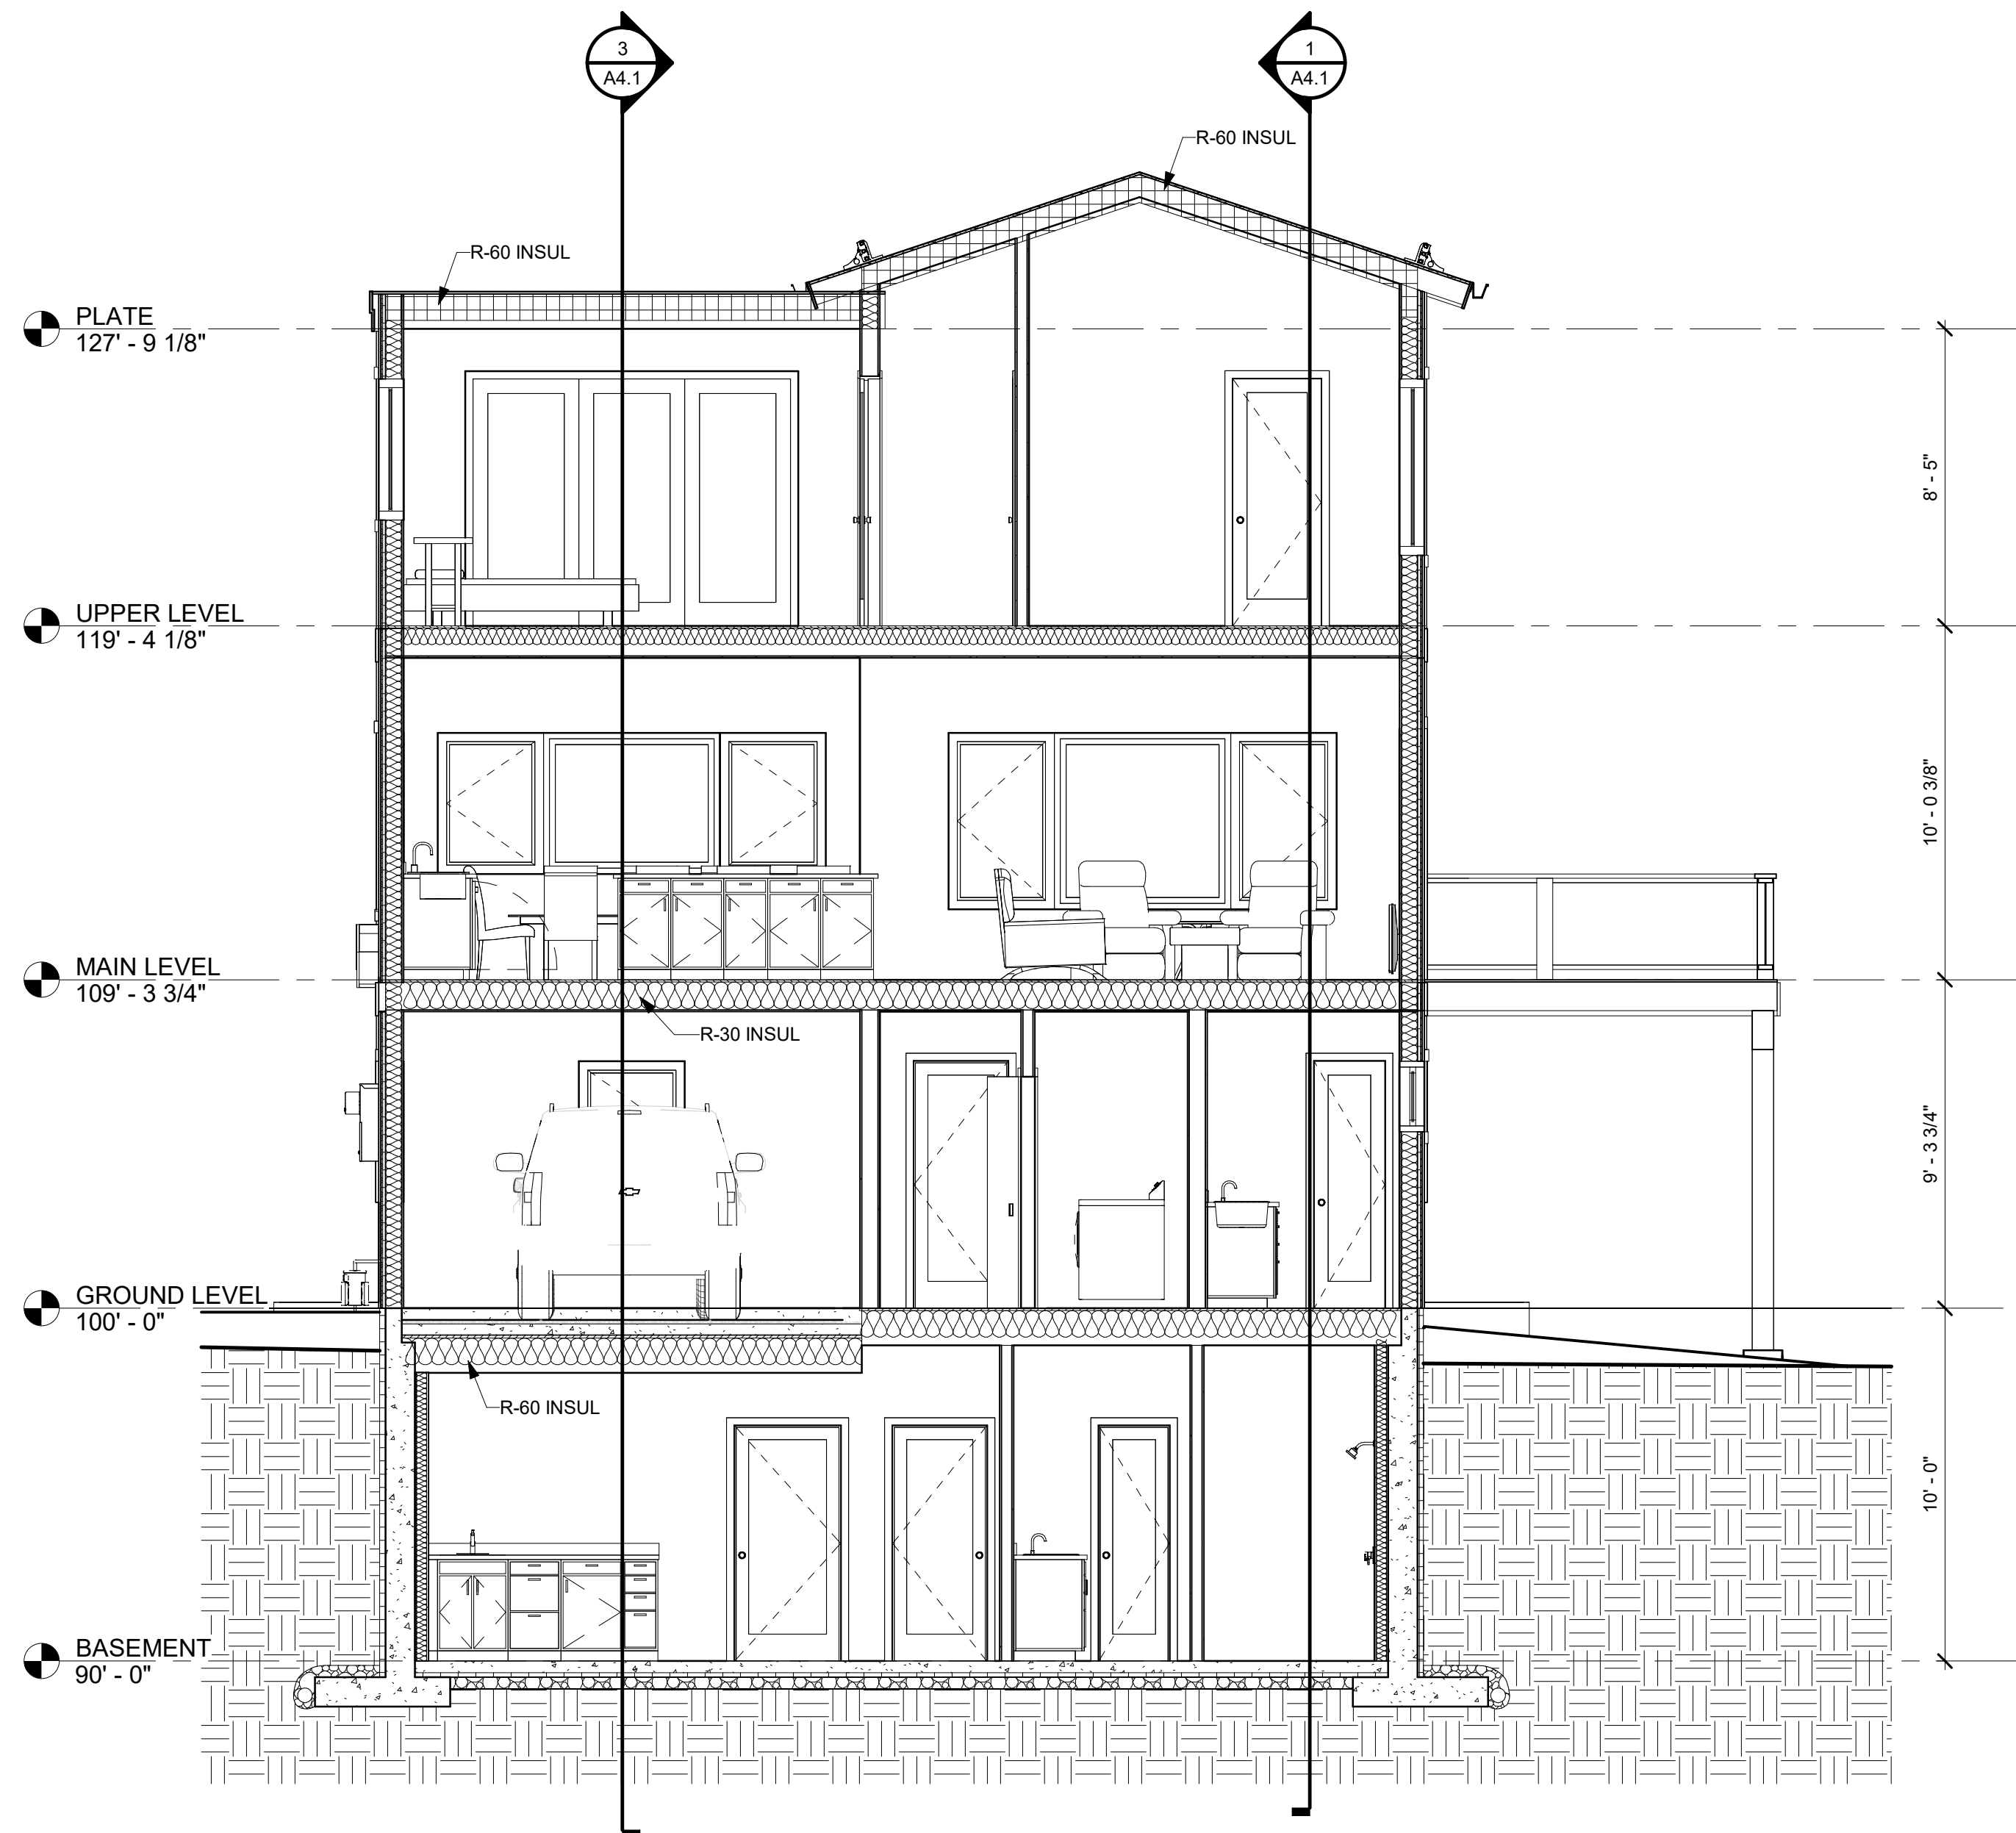 3
A4.1
1
A4.1
R-60 INSUL
R-60 INSUL
PLATE
127' - 9 1/8"
8' - 5"
UPPER LEVEL
119' - 4 1/8"
10' - 0 3/8"
MAIN LEVEL
109' - 3 3/4"
R-30 INSUL
9' - 3 3/4"
GROUND LEVEL
100' - 0"
R-60 INSUL
10' - 0"
BASEMENT
90' - 0"